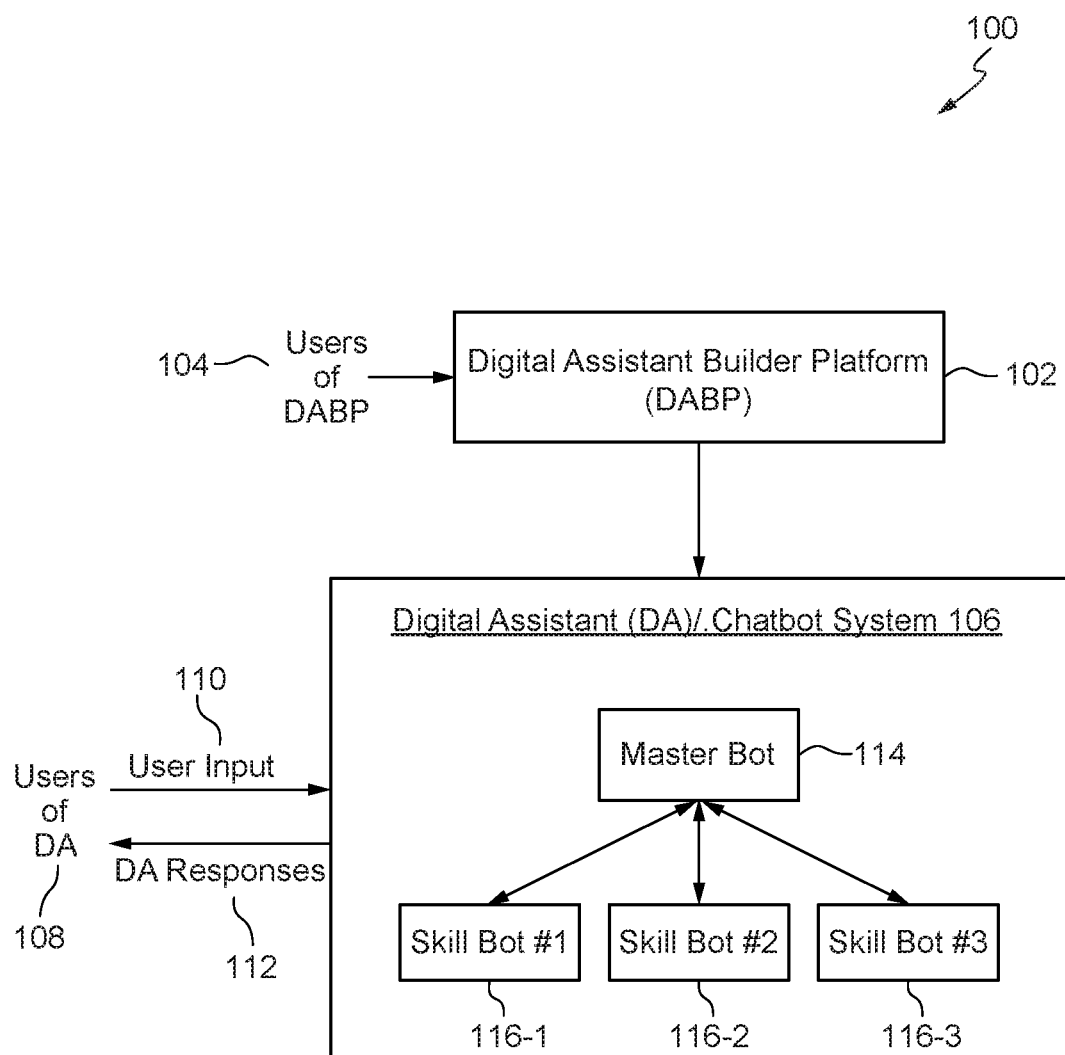 100
104
Users
of
DABP
Digital Assistant Builder Platform
(DABP)
102
Digital Assistant (DA)/.Chatbot System 106
110
User Input
Users
of
DA
108
DA Responses
112
Master Bot
114
Skill Bot #1
Skill Bot #2
Skill Bot #3
116-1
116-2
116-3